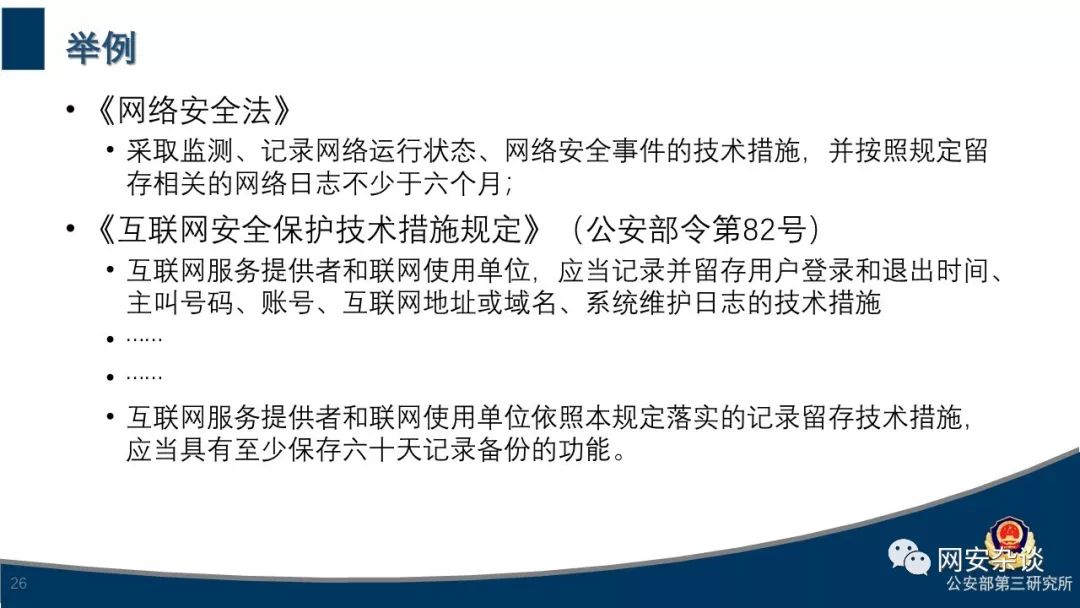 举例
• 《网络安全法》
• 采取监测、记录网络运行状态、网络安全事件的技术措施，并按照规定留
存相关的网络日志不少于六个月；
• 《互联网安全保护技术措施规定》（公安部令第82号）
• 互联网服务提供者和联网使用单位，应当记录并留存用户登录和退出时间、
主叫号码、账号、互联网地址或域名、系统维护日志的技术措施
• ……
• ……
• 互联网服务提供者和联网使用单位依照本规定落实的记录留存技术措施，
应当具有至少保存六十天记录备份的功能。
26
网安杂谈
公安部第三研究所